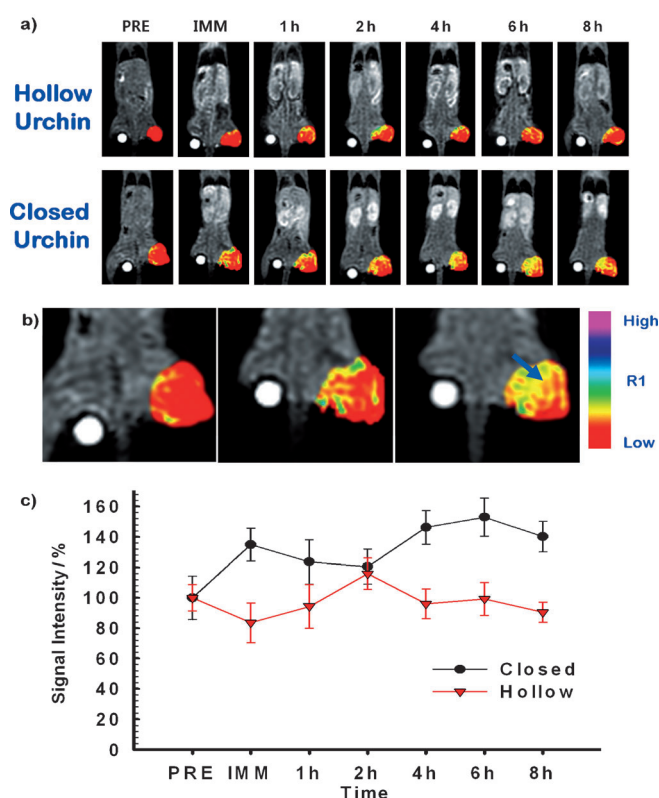 a) PRE IMM 1 h 2 h 4 h 6 h 8 h
Hollow
Urchin
Closed
Urchin
b)
High
R1
Low
c)
Signal Intensity / %
160
140
120
100
80
60
40
20
0
Closed
Hollow
PRE IMM 1h 2h 4h 6h 8h
Time